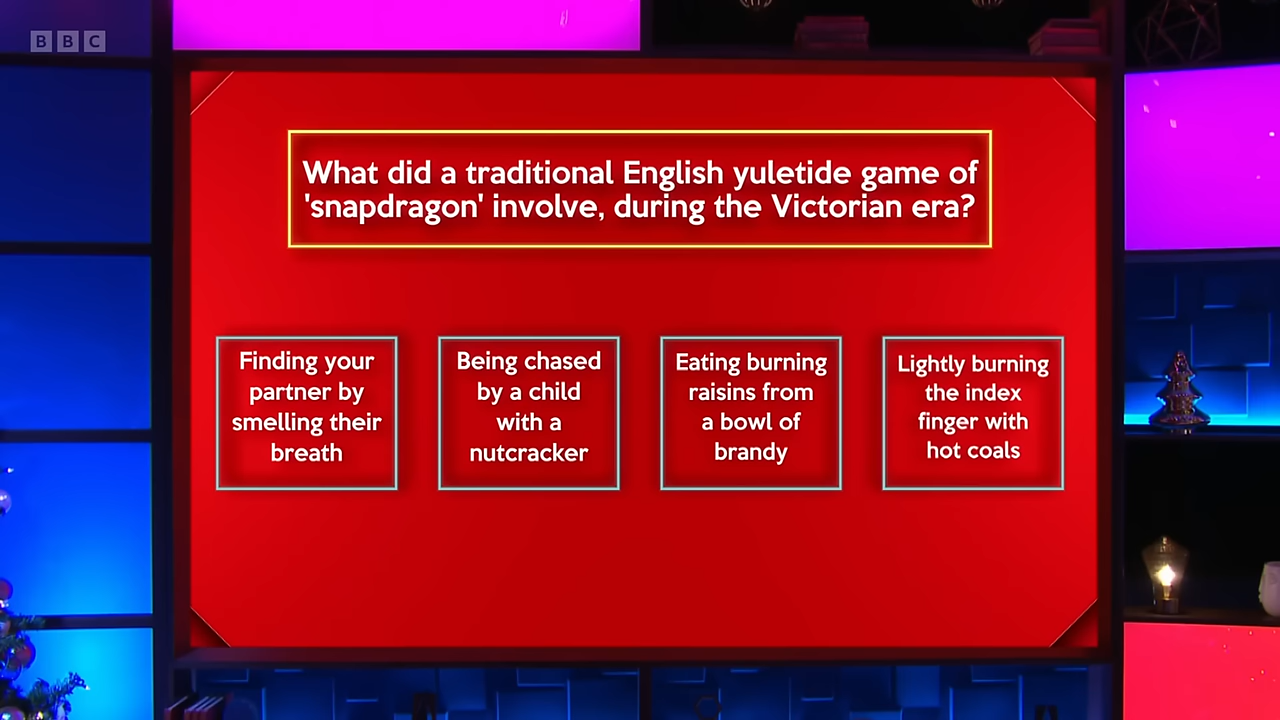 BBC
What did a traditional English yuletide game of
'snapdragon' involve, during the Victorian era?
Finding your
partner by
smelling their
breath
Being chased
by a child
with a
nutcracker
Eating burning
raisins from
a bowl of
brandy
Lightly burning
the index
finger with
hot coals